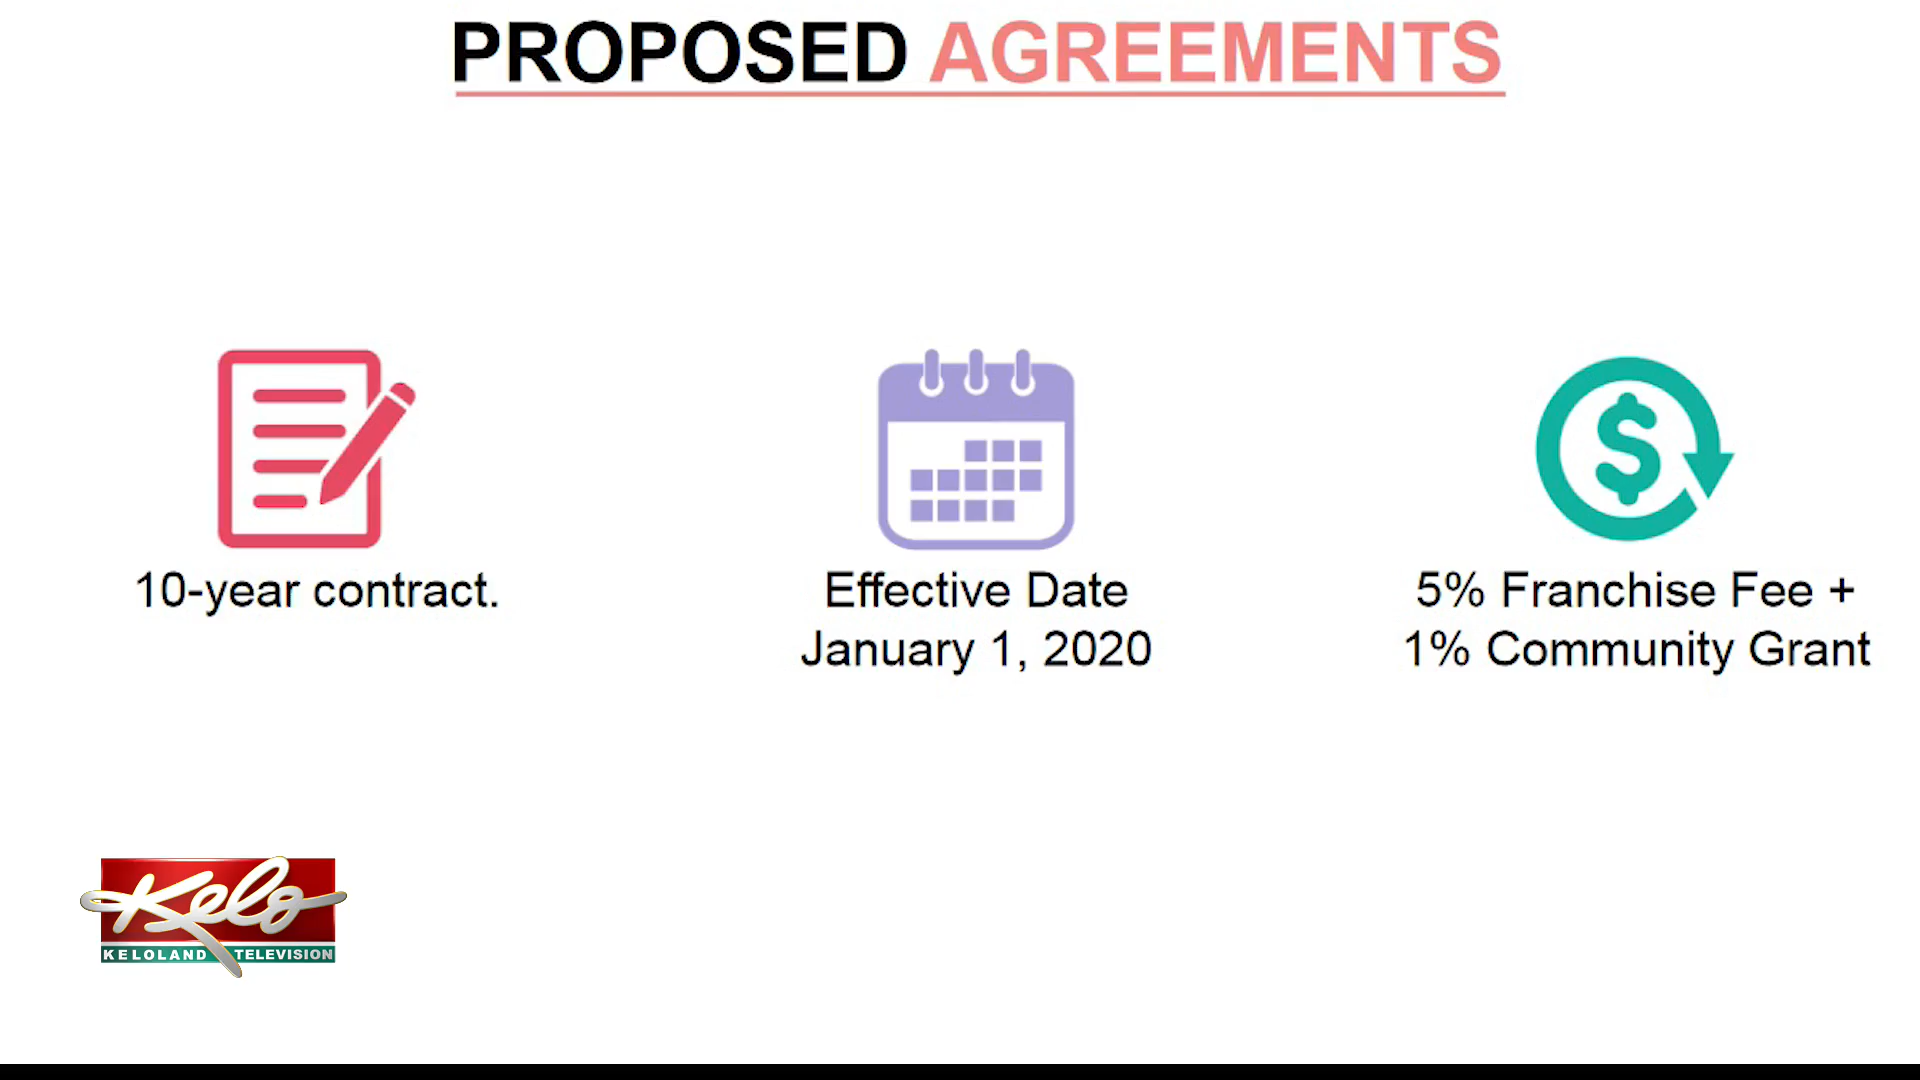 PROPOSED AGREEMENTS
10-year contract.
Effective Date
January 1, 2020
5% Franchise Fee +
1% Community Grant
Kelo
KELOLAND TELEVISION